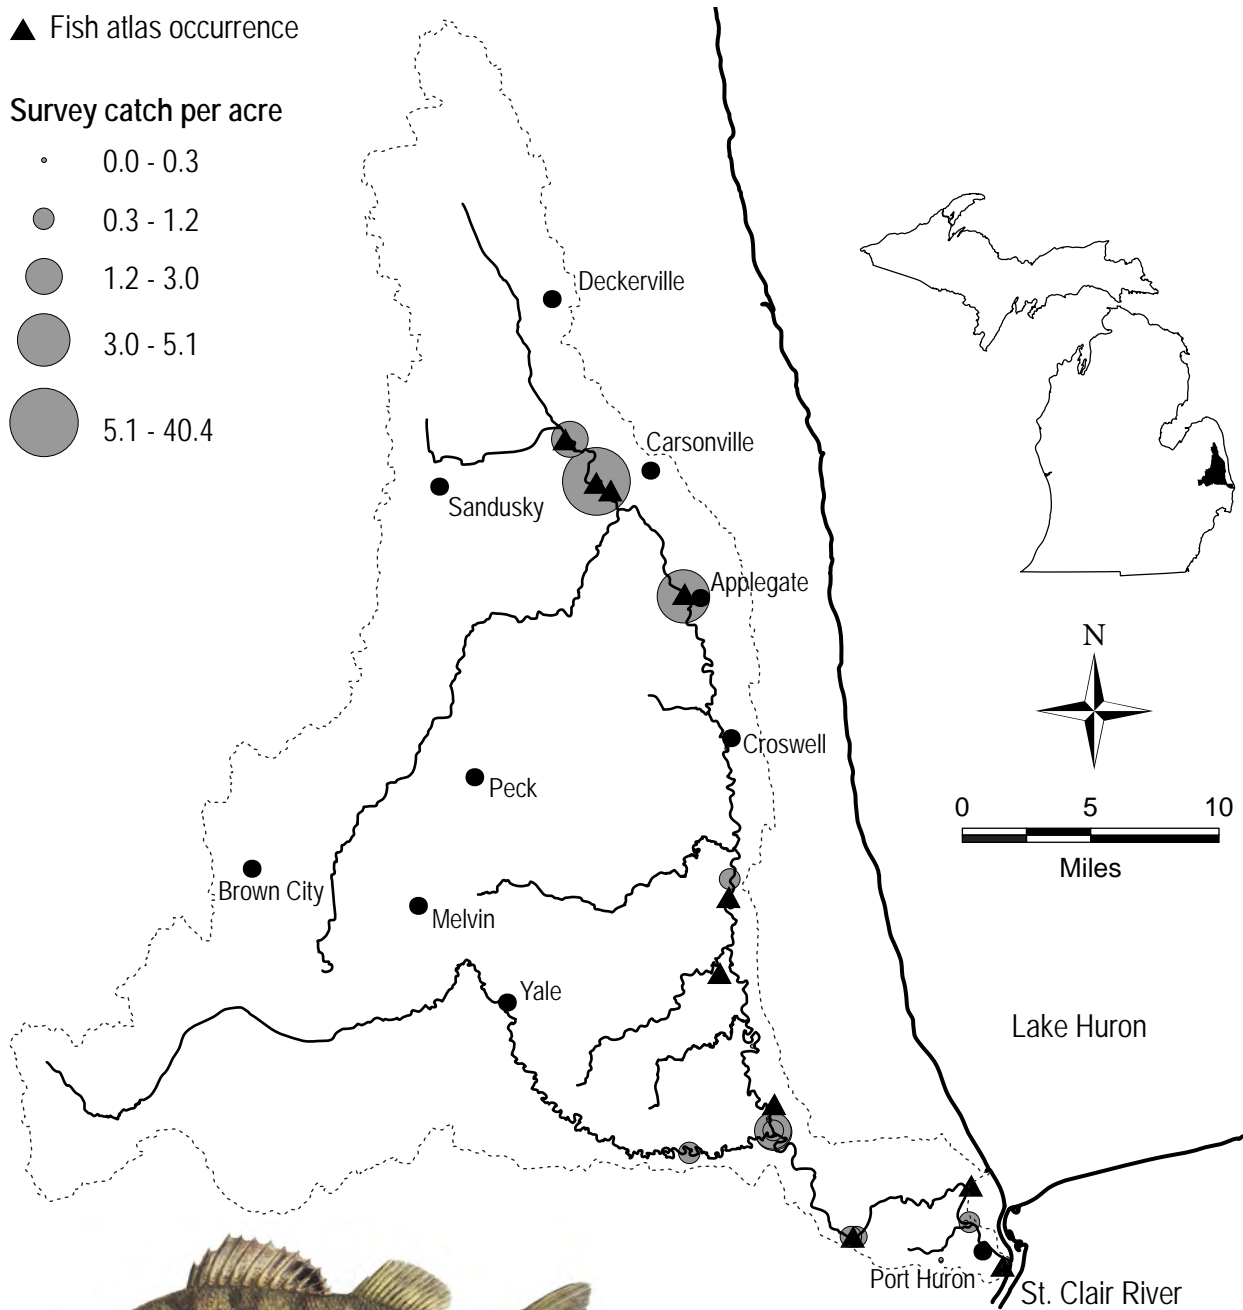 Fish atlas occurrence
Survey catch per acre
0.0 - 0.3
0.3 - 1.2
1.2 - 3.0
3.0 - 5.1
5.1 - 40.4
Deckerville
Carsonville
Sandusky
Applegate
N
Croswell
Peck
0 5 10
Miles
Brown City
Melvin
Yale
Lake Huron
Port Huron
St. Clair River